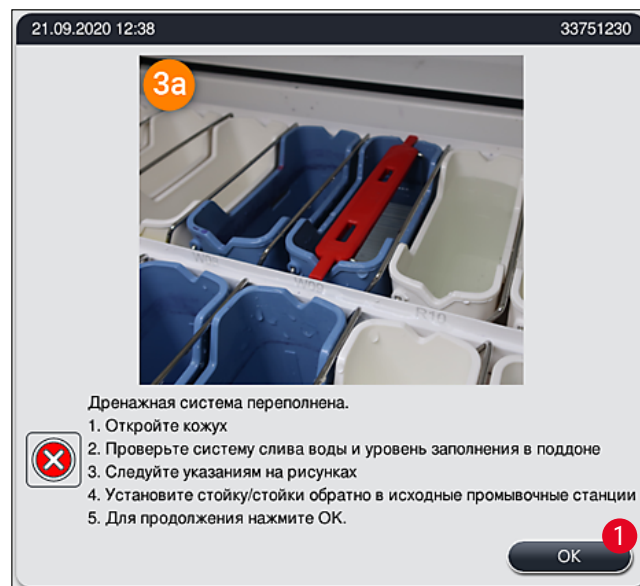 21.09.2020 12:38
33751230
3a
W09
R10
Дренажная система переполнена.
1. Откройте кожух
2. Проверьте систему слива воды и уровень заполнения в поддоне
3. Следуйте указаниям на рисунках
4. Установите стойку/стойки обратно в исходные промывочные станции
5. Для продолжения нажмите OK.
1
OK